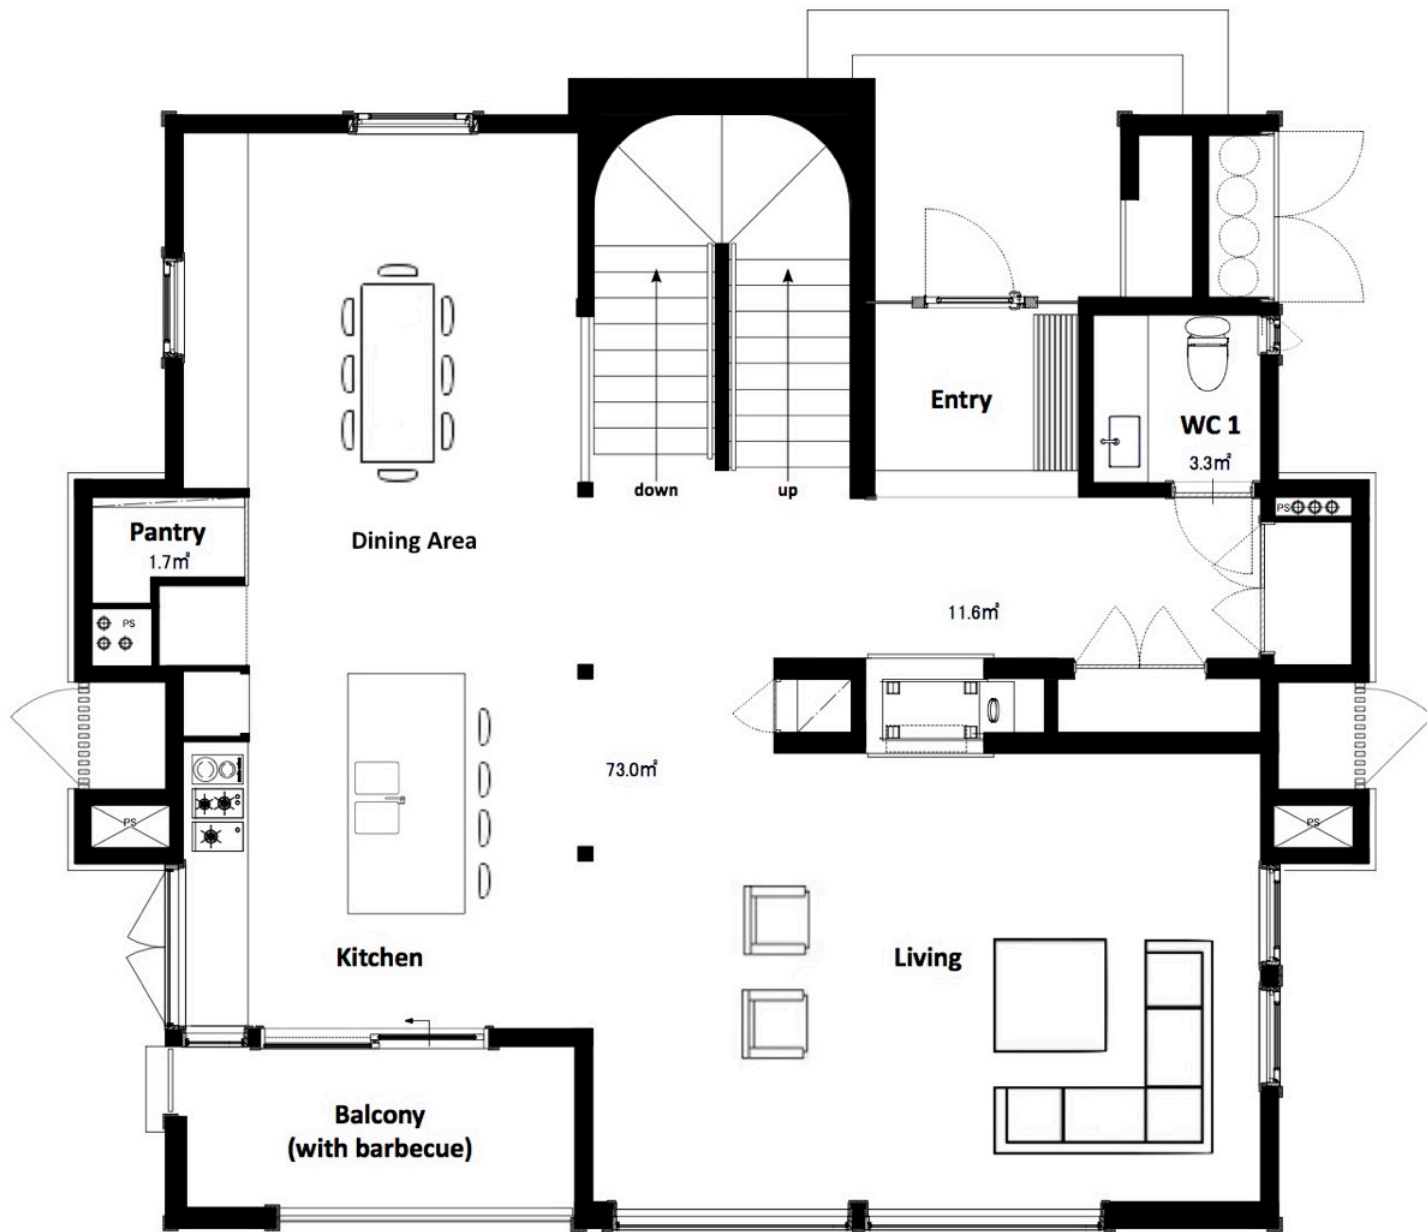 Entry
WC 1
3.3㎡
down
up
PS
Pantry
1.7㎡
Dining Area
PS
11.6㎡
73.0㎡
PS
PS
Kitchen
Living
Balcony
(with barbecue)